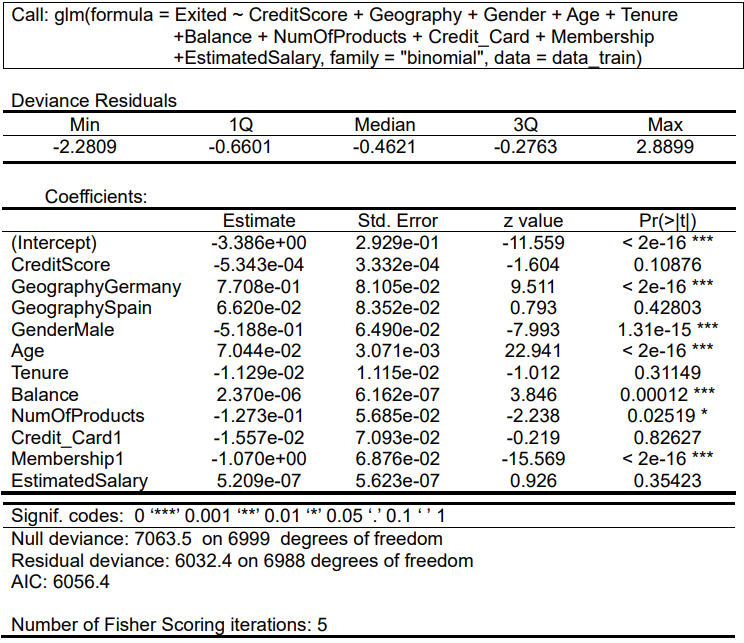 Call: glm(formula = Exited ~ CreditScore + Geography + Gender + Age + Tenure
+Balance + NumOfProducts + Credit_Card + Membership
+EstimatedSalary, family = "binomial", data = data_train)
Deviance Residuals
Min 1Q Median 3Q Max
-2.2809 -0.6601 -0.4621 -0.2763 2.8899
Coefficients:
Estimate Std. Error z value Pr(>|t|)
(Intercept) -3.386e+00 2.929e-01 -11.559 < 2e-16 ***
CreditScore -5.343e-04 3.332e-04 -1.604 0.10876
GeographyGermany 7.708e-01 8.105e-02 9.511 < 2e-16 ***
GeographySpain 6.620e-02 8.352e-02 0.793 0.42803
GenderMale -5.188e-01 6.490e-02 -7.993 1.31e-15 ***
Age 7.044e-02 3.071e-03 22.941 < 2e-16 ***
Tenure -1.129e-02 1.115e-02 -1.012 0.31149
Balance 2.370e-06 6.162e-07 3.846 0.00012 ***
NumOfProducts -1.273e-01 5.685e-02 -2.238 0.02519 *
Credit_Card1 -1.557e-02 7.093e-02 -0.219 0.82627
Membership1 -1.070e+00 6.876e-02 -15.569 < 2e-16 ***
EstimatedSalary 5.209e-07 5.623e-07 0.926 0.35423
Signif. codes: 0 ‘***’ 0.001 ‘**’ 0.01 ‘*’ 0.05 ‘.’ 0.1 ‘ ’ 1
Null deviance: 7063.5 on 6999 degrees of freedom
Residual deviance: 6032.4 on 6988 degrees of freedom
AIC: 6056.4
Number of Fisher Scoring iterations: 5